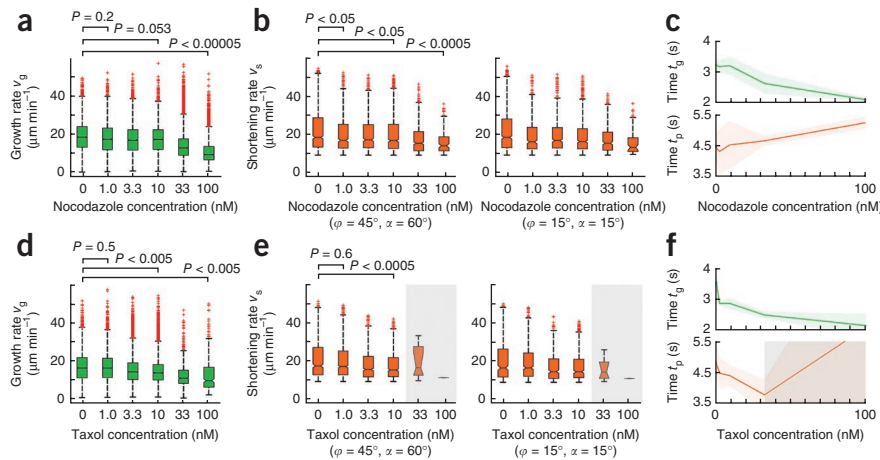 a
P = 0.2
P = 0.053
P < 0.00005
Growth rate vg
(µm min−1)
40
20
0
0 1.0 3.3 10 33 100
Nocodazole concentration (nM)
b
P < 0.05
P < 0.05
P < 0.0005
Shortening rate vs
(µm min−1)
40
20
0
0 1.0 3.3 10 33 100
0 1.0 3.3 10 33 100
Nocodazole concentration (nM)
(φ = 45°, α = 60°)
Nocodazole concentration (nM)
(φ = 15°, α = 15°)
c
Time tg (s)
4
3
2
Time tp (s)
5.5
4.5
3.5
0 100
Nocodazole concentration (nM)
d
P = 0.5
P < 0.005
P < 0.005
Growth rate vg
(µm min−1)
40
20
0
0 1.0 3.3 10 33 100
Taxol concentration (nM)
e
P = 0.6
P < 0.0005
Shortening rate vs
(µm min−1)
40
20
0
0 1.0 3.3 10 33 100
0 1.0 3.3 10 33 100
Taxol concentration (nM)
(φ = 45°, α = 60°)
Taxol concentration (nM)
(φ = 15°, α = 15°)
f
Time tg (s)
4
3
2
Time tp (s)
5.5
4.5
3.5
0 100
Taxol concentration (nM)